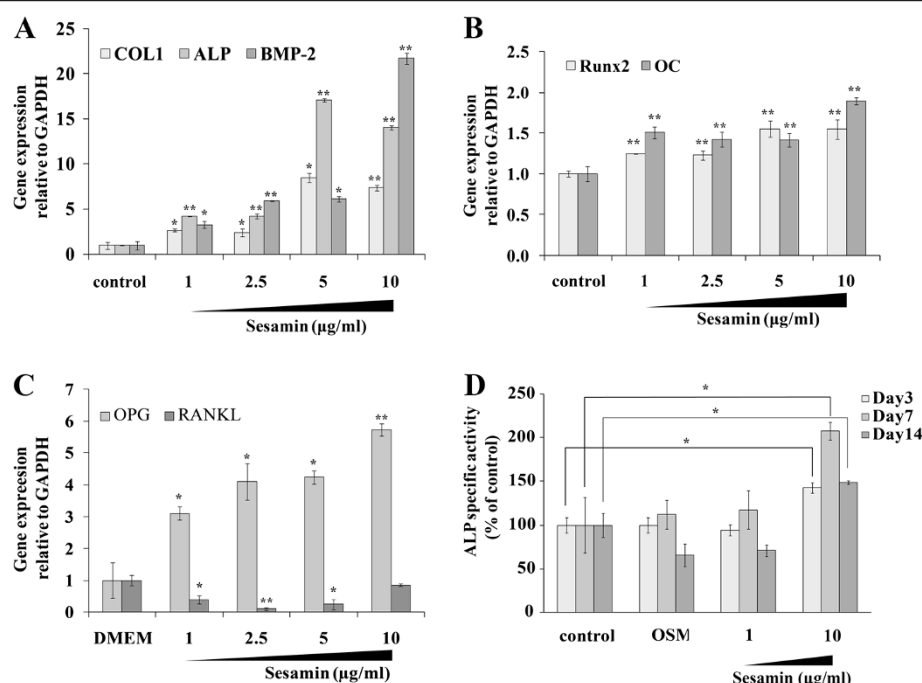 A
COL1 ALP BMP-2
Gene expression
relative to GAPDH
25
20
15
10
5
0
* ** *
* ** **
* ** *
** ** **
control 1 2.5 5 10
Sesamin (µg/ml)
B
Runx2 OC
Gene expression
relative to GAPDH
2.5
2.0
1.5
1.0
0.5
0.0
** **
** **
** **
** **
control 1 2.5 5 10
Sesamin (µg/ml)
C
OPG RANKL
Gene expreesion
relative to GAPDH
7
6
5
4
3
2
1
0
* *
* **
* *
**
DMEM 1 2.5 5 10
Sesamin (µg/ml)
D
Day3
Day7
Day14
ALP specific activity
(% of control)
250
200
150
100
50
0
*
*
*
control OSM 1 10
Sesamin (µg/ml)